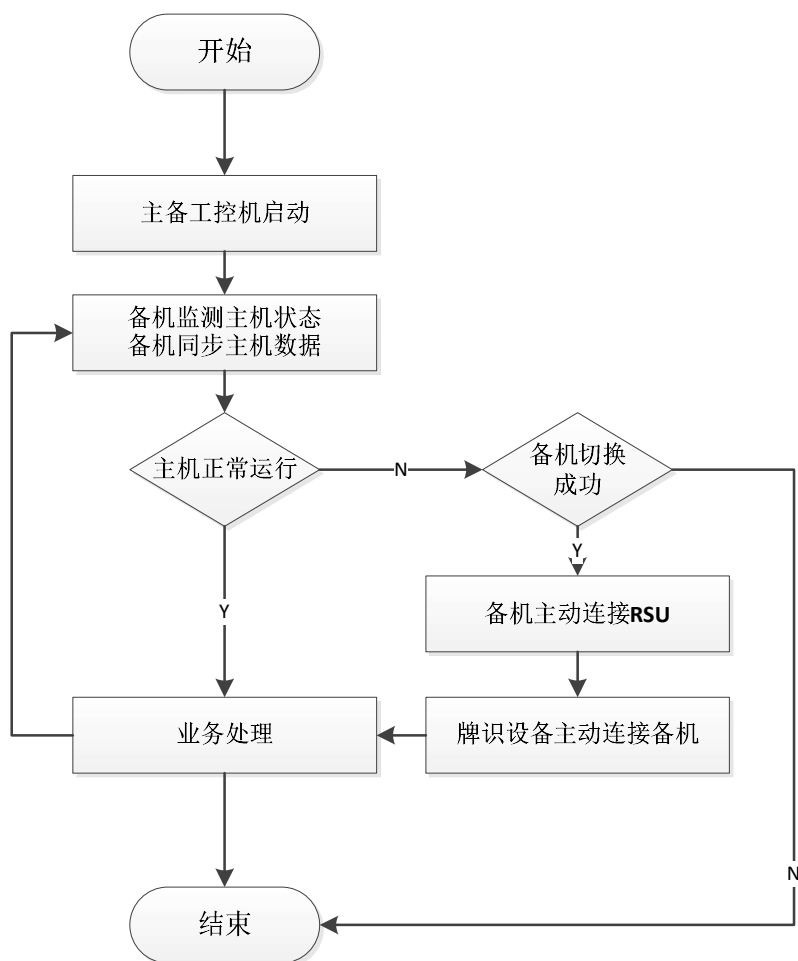 开始
主备工控机启动
备机监测主机状态
备机同步主机数据
主机正常运行
N
备机切换
成功
Y
备机主动连接RSU
Y
业务处理
牌识设备主动连接备机
N
结束